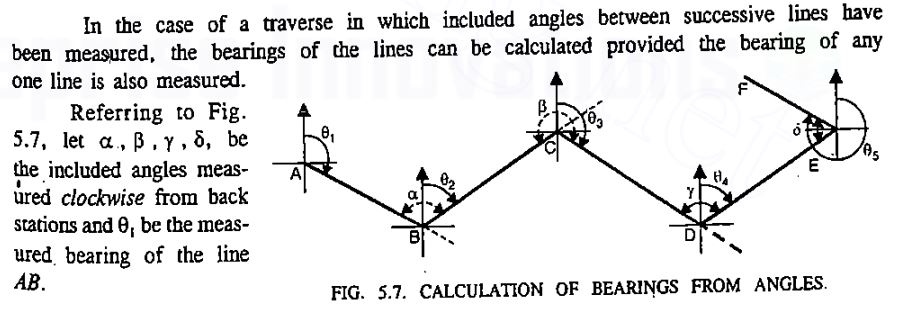 In the case of a traverse in which included angles between successive lines have
been measured, the bearings of the lines can be calculated provided the bearing of any
one line is also measured.
Referring to Fig.
5.7, let α, β, γ, δ, be
the included angles meas-
ured clockwise from back
stations and θ₁ be the meas-
ured bearing of the line
AB.
A θ₁
B α θ₂
C β θ₃
D γ θ₄
E δ θ₅
F
FIG. 5.7. CALCULATION OF BEARINGS FROM ANGLES.